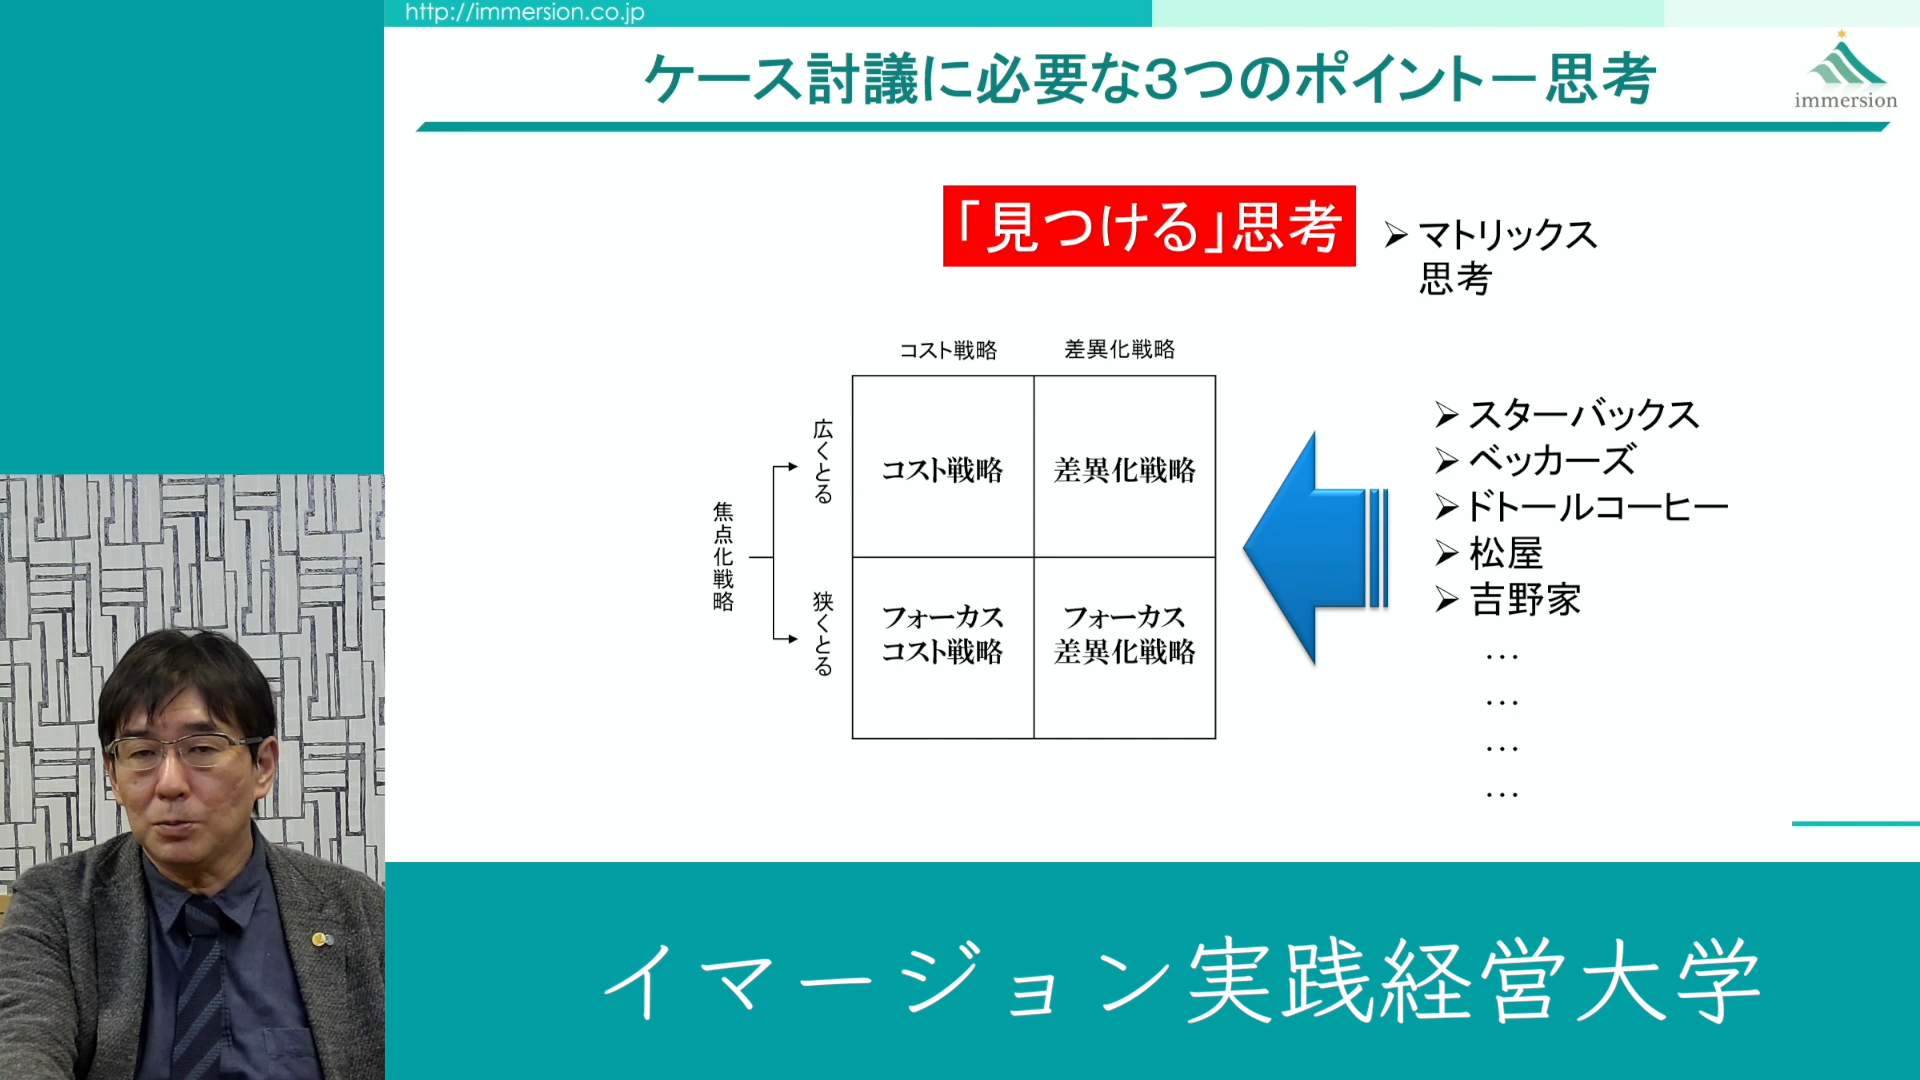 http://immersion.co.jp
ケース討議に必要な3つのポイントー思考
immersion
「見つける」思考
➢ マトリックス
思考
コスト戦略
差異化戦略
焦点化戦略
広くとる
狭くとる
コスト戦略
差異化戦略
フォーカス
コスト戦略
フォーカス
差異化戦略
➢ スターバックス
➢ ベッカーズ
➢ ドトールコーヒー
➢ 松屋
➢ 吉野家
…
…
…
…
イマージョン実践経営大学